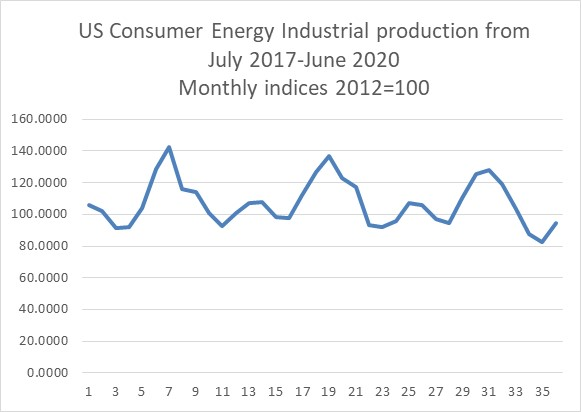 US Consumer Energy Industrial production from
July 2017-June 2020
Monthly indices 2012=100
160.0000
140.0000
120.0000
100.0000
80.0000
60.0000
40.0000
20.0000
0.0000
1 3 5 7 9 11 13 15 17 19 21 23 25 27 29 31 33 35